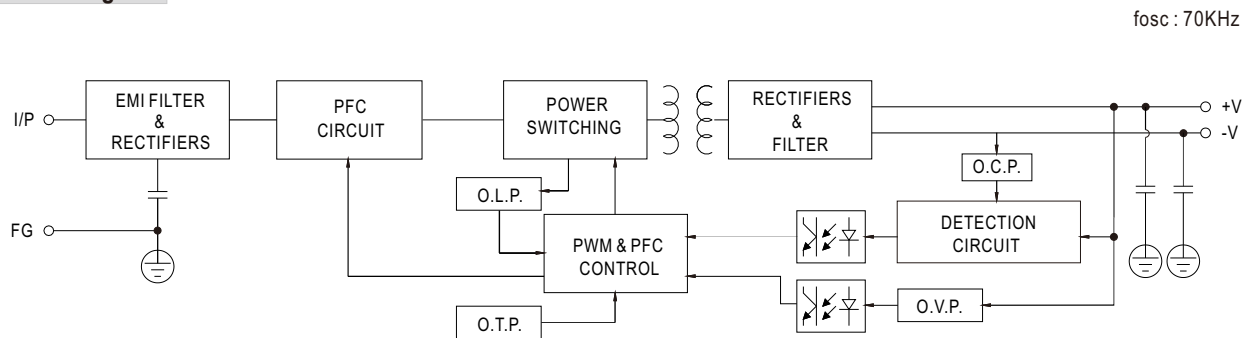 fosc : 70KHz
I/P
EMI FILTER
&
RECTIFIERS
PFC
CIRCUIT
POWER
SWITCHING
RECTIFIERS
&
FILTER
+V
-V
O.C.P.
O.L.P.
DETECTION
CIRCUIT
FG
PWM & PFC
CONTROL
O.T.P.
O.V.P.